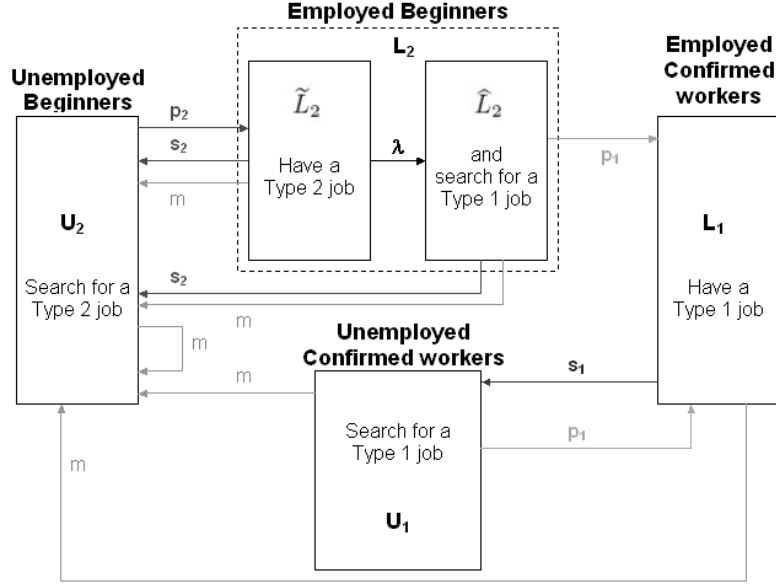 Employed Beginners
L₂
Unemployed
Beginners
Employed
Confirmed
workers
p₂
s₂
m
L̃₂
Have a
Type 2 job
λ
L̂₂
and
search for a
Type 1 job
p₁
U₂
Search for a
Type 2 job
L₁
Have a
Type 1 job
s₂
m
m
Unemployed
Confirmed workers
m
s₁
Search for a
Type 1 job
p₁
m
U₁